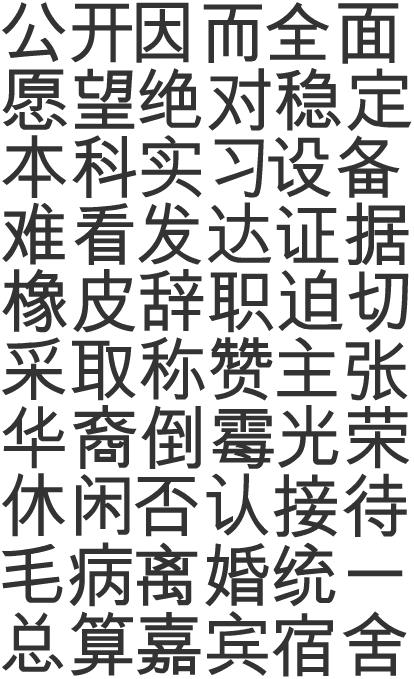 公开因而全面
愿望绝对稳定
本科实习设备
难看发达证据
橡皮辞职迫切
采取称赞主张
华裔倒霉光荣
休闲否认接待
毛病离婚统一
总算嘉宾宿舍